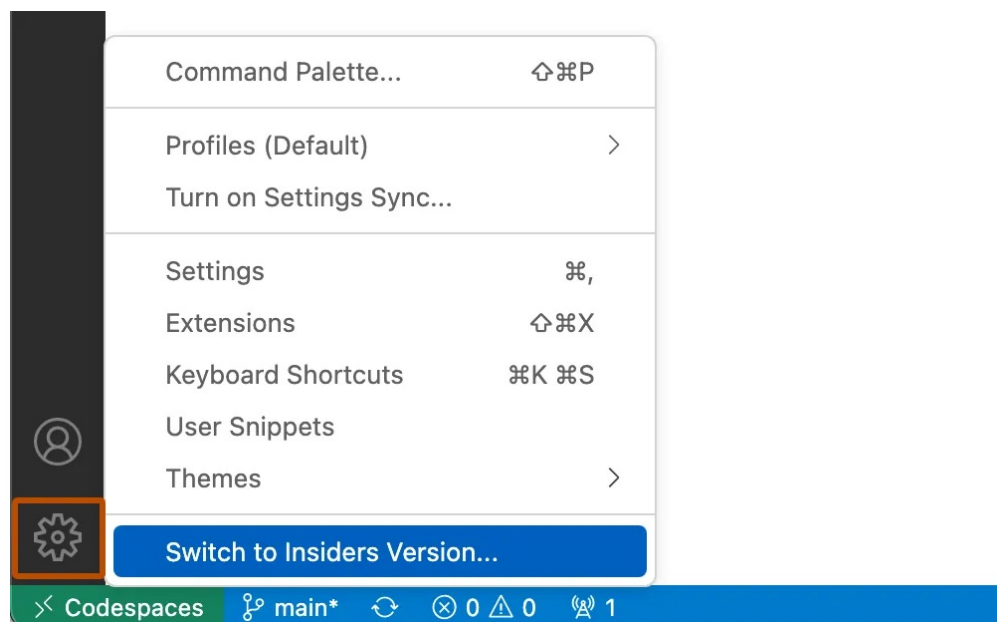 Command Palette... ⇧⌘P
Profiles (Default)
Turn on Settings Sync...
Settings ⌘,
Extensions ⇧⌘X
Keyboard Shortcuts ⌘K ⌘S
User Snippets
Themes
Switch to Insiders Version...
Codespaces main* 0 0 1